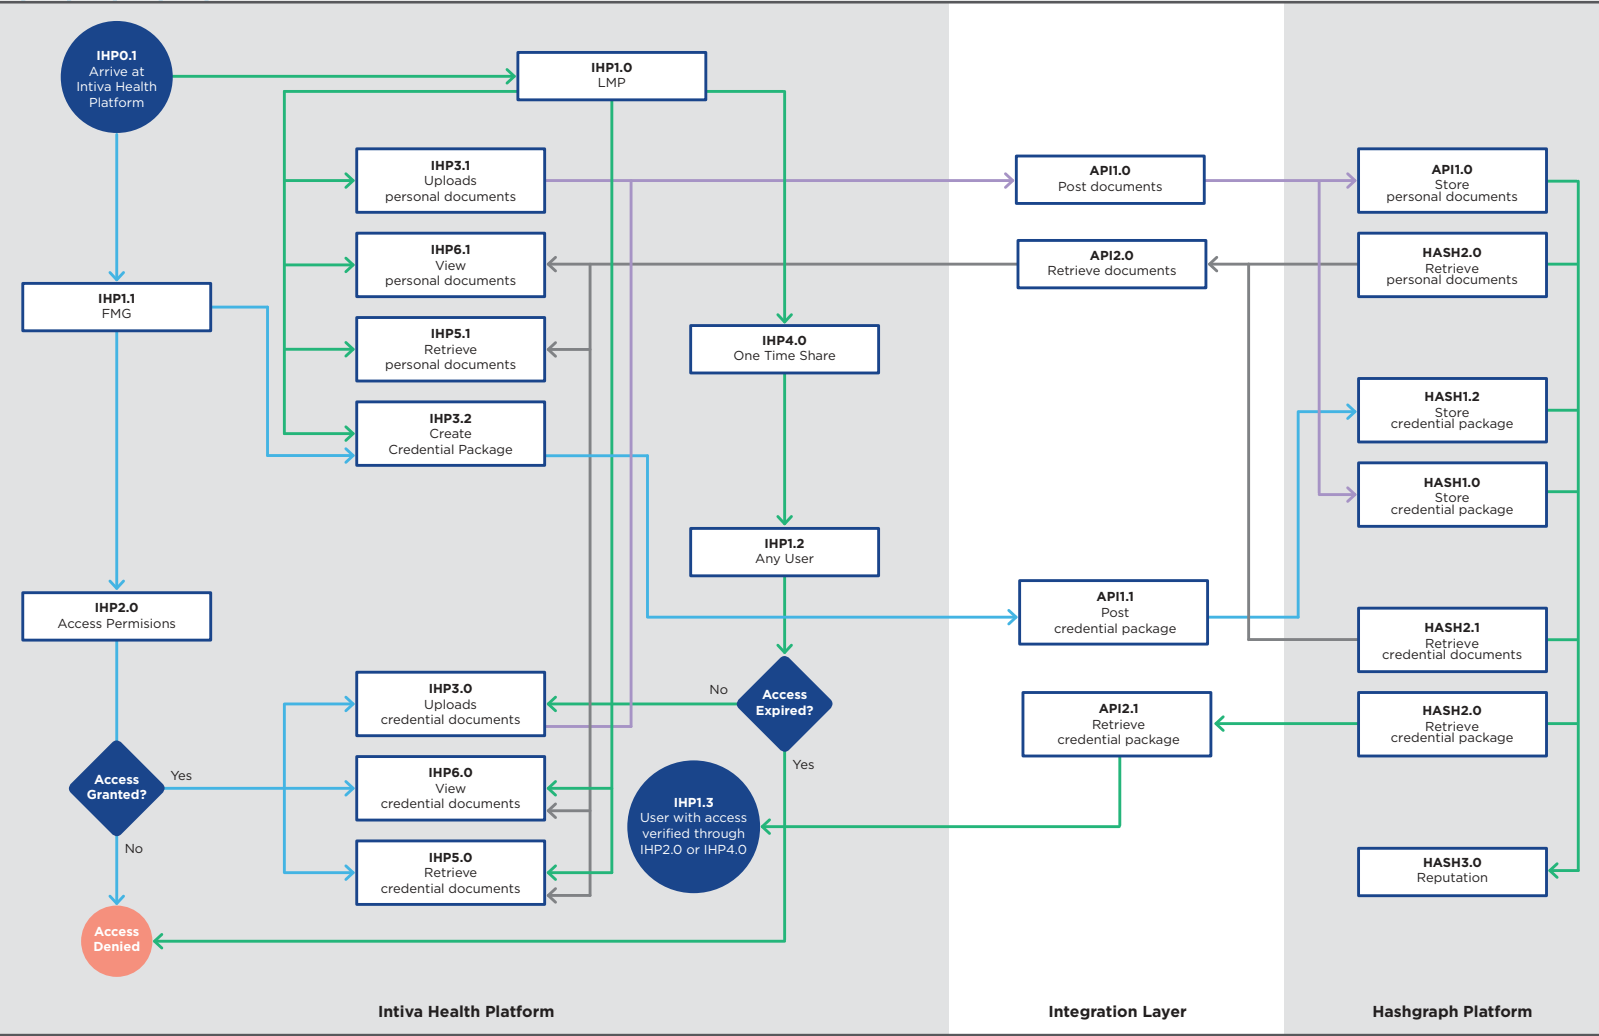 IHP0.1
Arrive at
Intiva Health
Platform
IHP1.0
LMP
IHP3.1
Uploads
personal documents
API1.0
Post documents
API1.0
Store
personal documents
IHP6.1
View
personal documents
API2.0
Retrieve documents
HASH2.0
Retrieve
personal documents
IHP1.1
FMG
IHP5.1
Retrieve
personal documents
IHP4.0
One Time Share
IHP3.2
Create
Credential Package
HASH1.2
Store
credential package
HASH1.0
Store
credential package
IHP1.2
Any User
IHP2.0
Access Permisions
API1.1
Post
credential package
HASH2.1
Retrieve
credential documents
IHP3.0
Uploads
credential documents
No
Access
Expired?
Yes
API2.1
Retrieve
credential package
HASH2.0
Retrieve
credential package
Access
Granted?
Yes
No
IHP6.0
View
credential documents
IHP1.3
User with access
verified through
IHP2.0 or IHP4.0
IHP5.0
Retrieve
credential documents
HASH3.0
Reputation
Access
Denied
Intiva Health Platform
Integration Layer
Hashgraph Platform